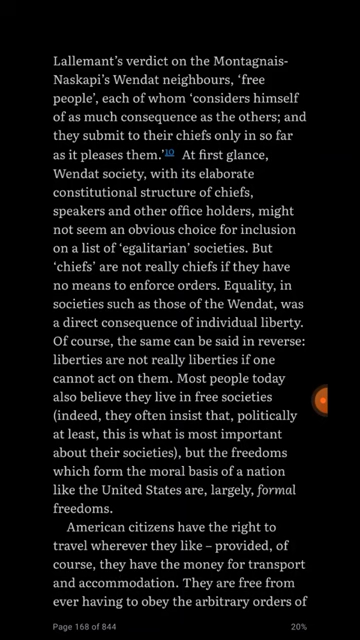 Lallemant’s verdict on the Montagnais-
Naskapi’s Wendat neighbours, ‘free
people’, each of whom ‘considers himself
of as much consequence as the others; and
they submit to their chiefs only in so far
as it pleases them.’10 At first glance,
Wendat society, with its elaborate
constitutional structure of chiefs,
speakers and other office holders, might
not seem an obvious choice for inclusion
on a list of ‘egalitarian’ societies. But
‘chiefs’ are not really chiefs if they have
no means to enforce orders. Equality, in
societies such as those of the Wendat, was
a direct consequence of individual liberty.
Of course, the same can be said in reverse:
liberties are not really liberties if one
cannot act on them. Most people today
also believe they live in free societies
(indeed, they often insist that, politically
at least, this is what is most important
about their societies), but the freedoms
which form the moral basis of a nation
like the United States are, largely, formal
freedoms.
American citizens have the right to
travel wherever they like – provided, of
course, they have the money for transport
and accommodation. They are free from
ever having to obey the arbitrary orders of
Page 168 of 844 20%